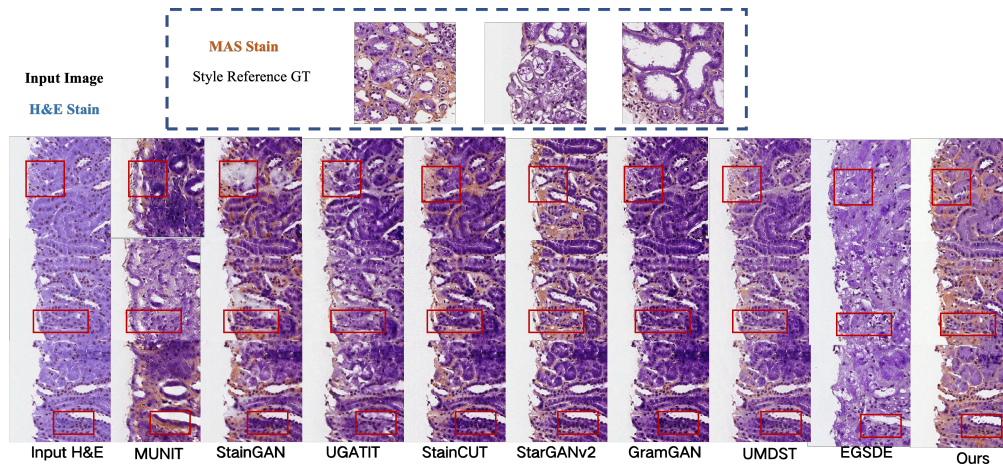 MAS Stain
Style Reference GT
Input Image
H&E Stain
Input H&E
MUNIT
StainGAN
UGATIT
StainCUT
StarGANv2
GramGAN
UMDST
EGSDE
Ours